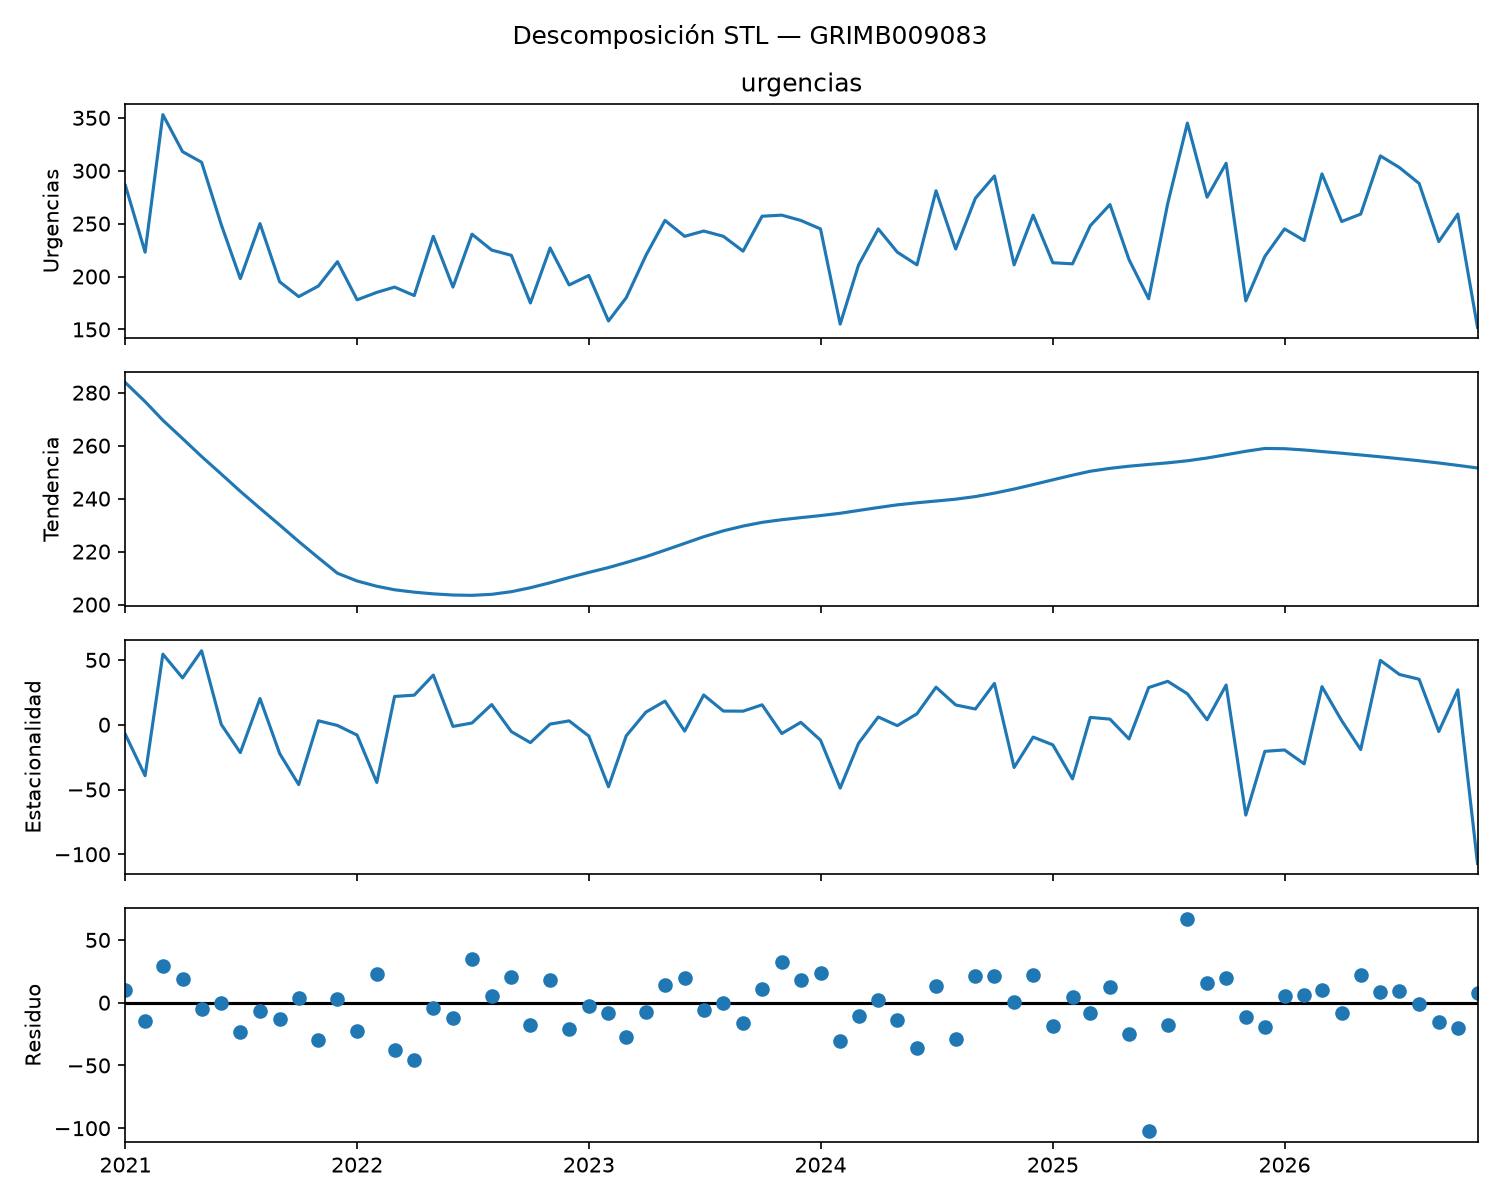 Descomposición STL — GRIMB009083
urgencias
Urgencias
350
300
250
200
150
Tendencia
280
260
240
220
200
Estacionalidad
50
0
−50
−100
Residuo
50
0
−50
−100
2021 2022 2023 2024 2025 2026